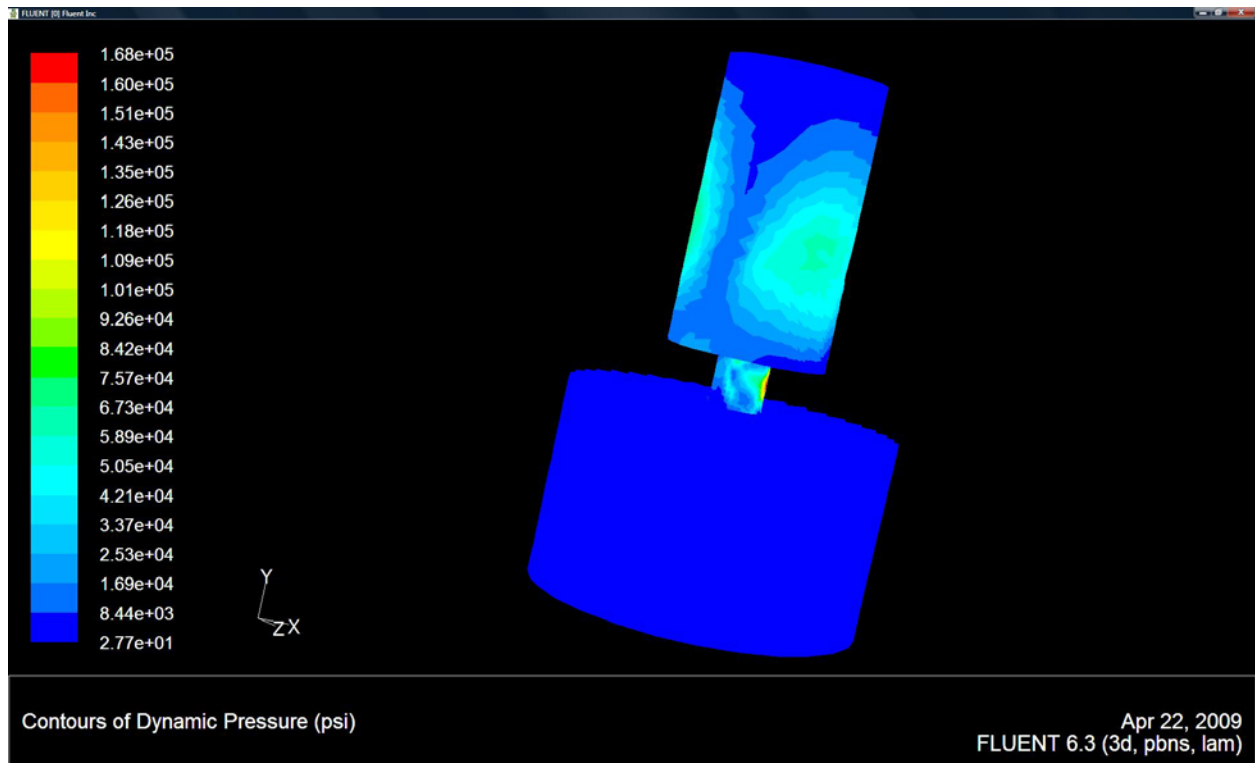 FLUENT [0] Fluent Inc
1.68e+05
1.60e+05
1.51e+05
1.43e+05
1.35e+05
1.26e+05
1.18e+05
1.09e+05
1.01e+05
9.26e+04
8.42e+04
7.57e+04
6.73e+04
5.89e+04
5.05e+04
4.21e+04
3.37e+04
2.53e+04
1.69e+04
8.44e+03
2.77e+01
Y
Z X
Contours of Dynamic Pressure (psi)
Apr 22, 2009
FLUENT 6.3 (3d, pbns, lam)